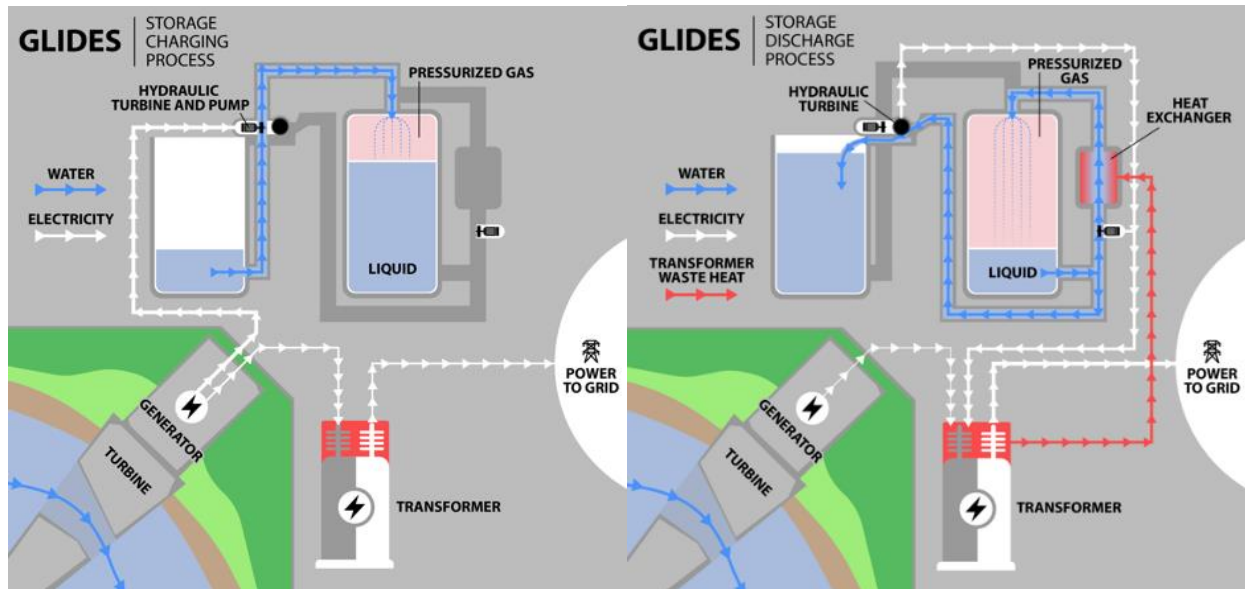 GLIDES
STORAGE
CHARGING
PROCESS
PRESSURIZED GAS
HYDRAULIC
TURBINE AND PUMP
WATER
ELECTRICITY
LIQUID
GENERATOR
TURBINE
POWER
TO GRID
TRANSFORMER
GLIDES
STORAGE
DISCHARGE
PROCESS
PRESSURIZED
GAS
HYDRAULIC
TURBINE
HEAT
EXCHANGER
WATER
ELECTRICITY
TRANSFORMER
WASTE HEAT
LIQUID
GENERATOR
TURBINE
POWER
TO GRID
TRANSFORMER